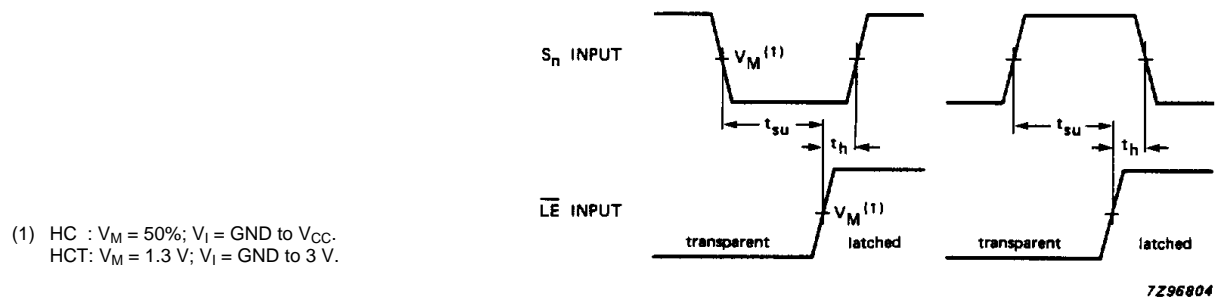 S_n INPUT
V_M (1)
t_su
t_h
t_su
t_h
L̅E̅ INPUT
V_M (1)
transparent
latched
transparent
latched
(1) HC : V_M = 50%; V_I = GND to V_CC.
HCT: V_M = 1.3 V; V_I = GND to 3 V.
7Z96804